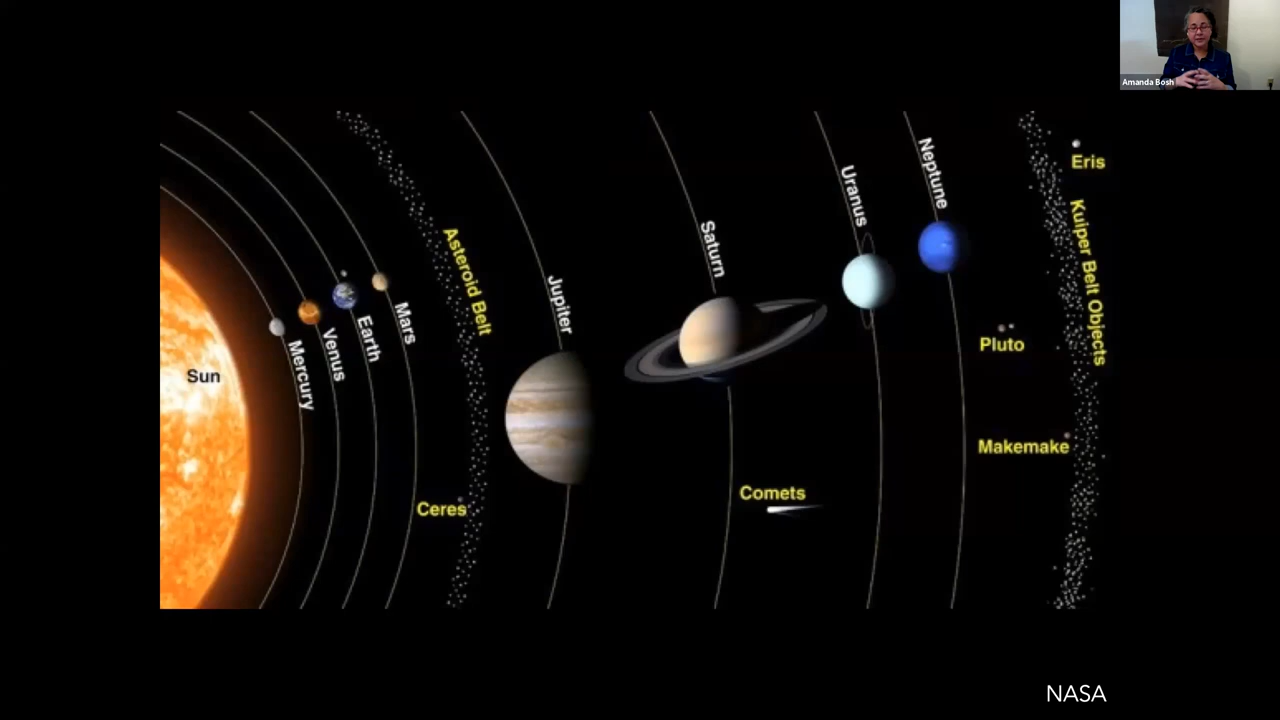 Amanda Bosh
Sun
Mercury
Venus
Earth
Mars
Asteroid Belt
Ceres
Jupiter
Saturn
Comets
Uranus
Neptune
Pluto
Makemake
Eris
Kuiper Belt Objects
NASA